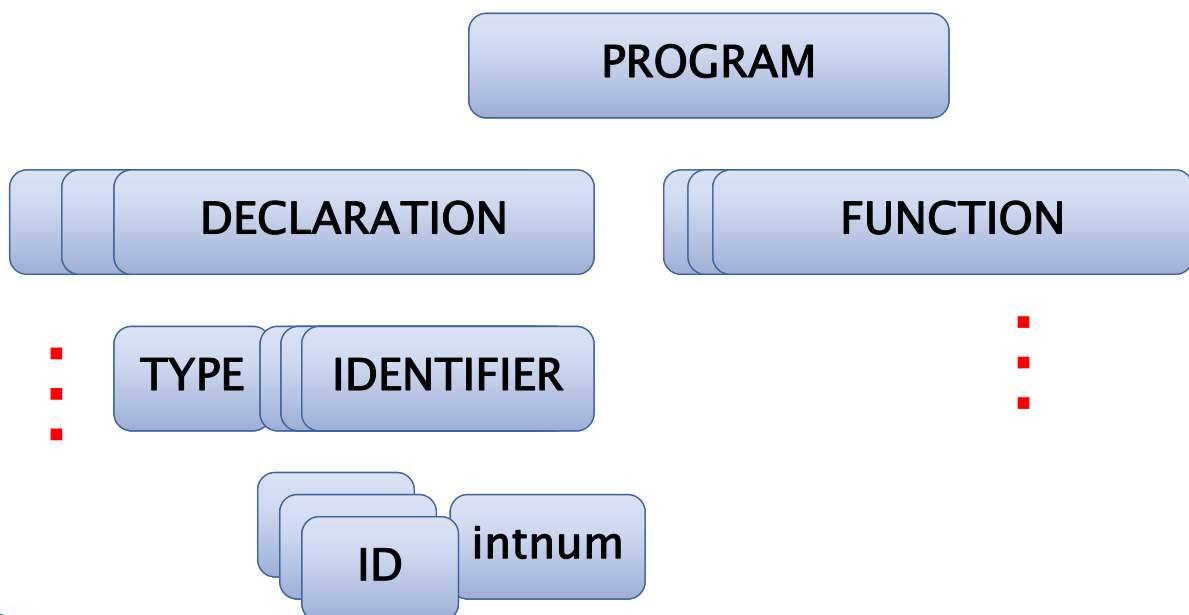 PROGRAM
DECLARATION FUNCTION
TYPE IDENTIFIER
ID intnum